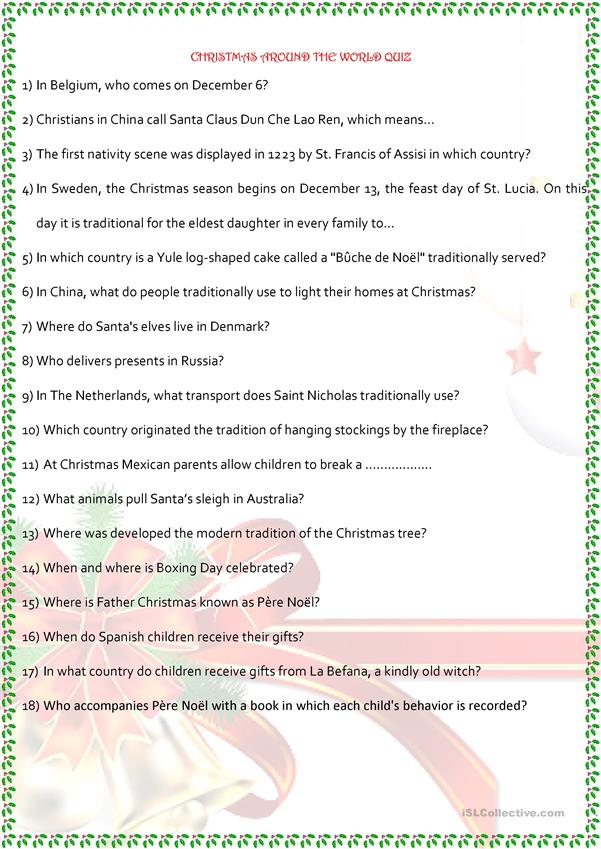 CHRISTMAS AROUND THE WORLD QUIZ
1) In Belgium, who comes on December 6?
2) Christians in China call Santa Claus Dun Che Lao Ren, which means...
3) The first nativity scene was displayed in 1223 by St. Francis of Assisi in which country?
4) In Sweden, the Christmas season begins on December 13, the feast day of St. Lucia. On this
day it is traditional for the eldest daughter in every family to...
5) In which country is a Yule log-shaped cake called a "Bûche de Noël" traditionally served?
6) In China, what do people traditionally use to light their homes at Christmas?
7) Where do Santa's elves live in Denmark?
8) Who delivers presents in Russia?
9) In The Netherlands, what transport does Saint Nicholas traditionally use?
10) Which country originated the tradition of hanging stockings by the fireplace?
11) At Christmas Mexican parents allow children to break a .................
12) What animals pull Santa’s sleigh in Australia?
13) Where was developed the modern tradition of the Christmas tree?
14) When and where is Boxing Day celebrated?
15) Where is Father Christmas known as Père Noël?
16) When do Spanish children receive their gifts?
17) In what country do children receive gifts from La Befana, a kindly old witch?
18) Who accompanies Père Noël with a book in which each child's behavior is recorded?
iSLCollective.com